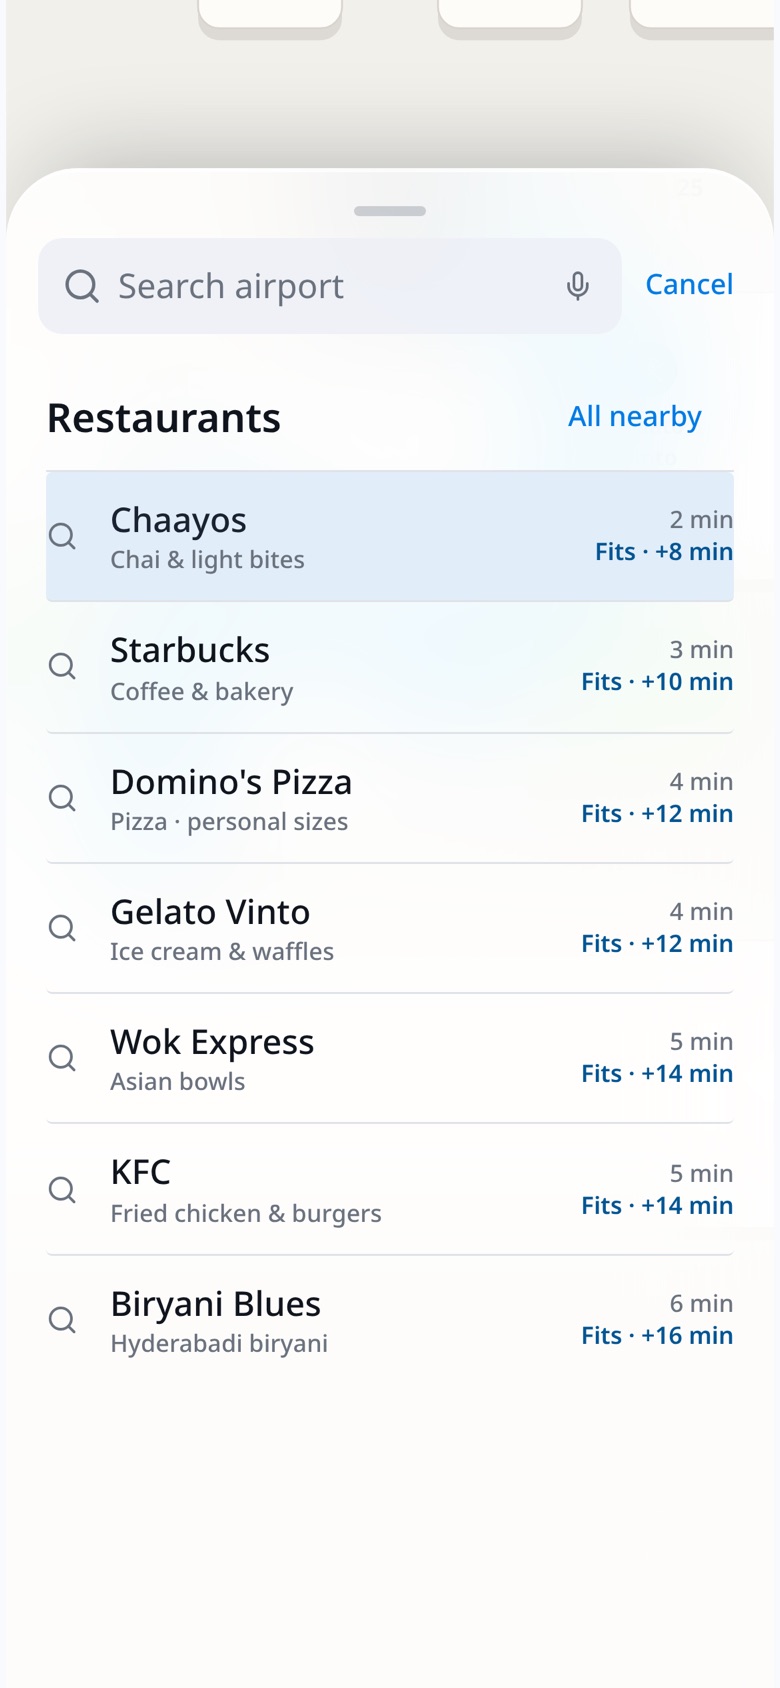 Search airport
Cancel
Restaurants
All nearby
Chaayos
2 min
Chai & light bites
Fits · +8 min
Starbucks
3 min
Coffee & bakery
Fits · +10 min
Domino's Pizza
4 min
Pizza · personal sizes
Fits · +12 min
Gelato Vinto
4 min
Ice cream & waffles
Fits · +12 min
Wok Express
5 min
Asian bowls
Fits · +14 min
KFC
5 min
Fried chicken & burgers
Fits · +14 min
Biryani Blues
6 min
Hyderabadi biryani
Fits · +16 min